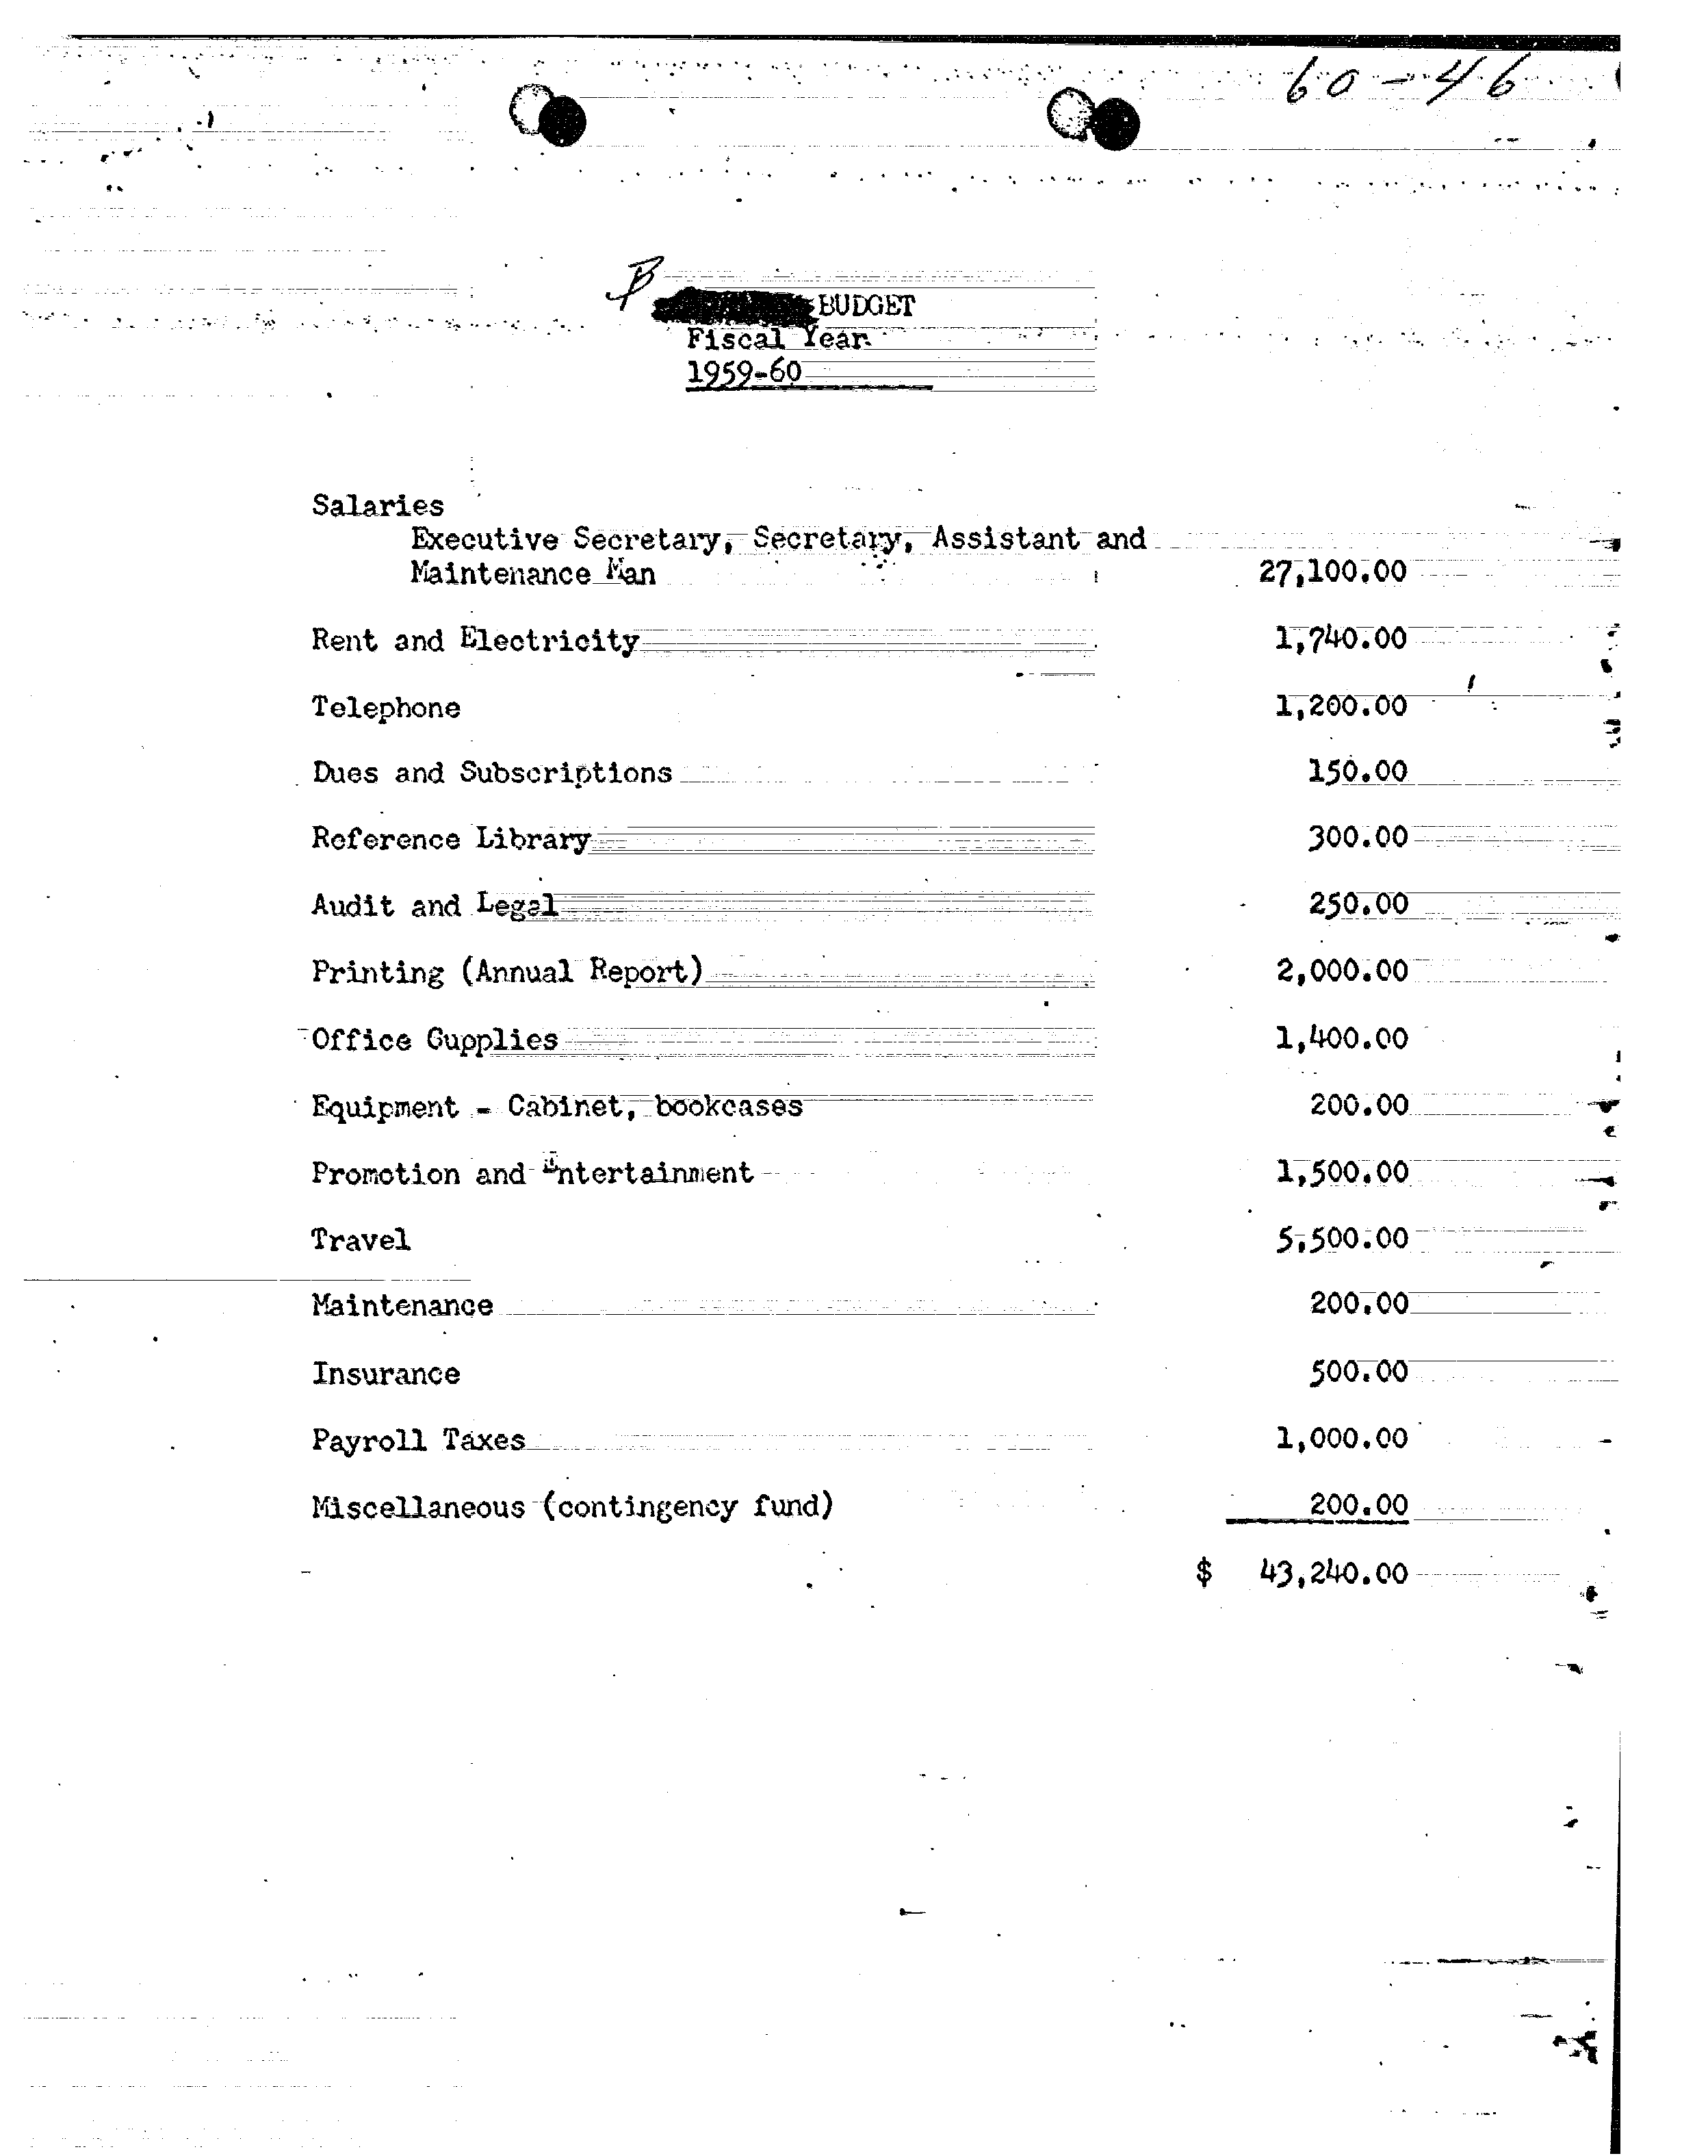 60-46
B
BUDGET
Fiscal Year
1959-60
Salaries
Executive Secretary, Secretary, Assistant and
Maintenance Man 27,100.00
Rent and Electricity 1,740.00
Telephone 1,200.00
Dues and Subscriptions 150.00
Reference Library 300.00
Audit and Legal 250.00
Printing (Annual Report) 2,000.00
Office Gupplies 1,400.00
Equipment - Cabinet, bookcases 200.00
Promotion and Entertainment 1,500.00
Travel 5,500.00
Maintenance 200.00
Insurance 500.00
Payroll Taxes 1,000.00
Miscellaneous (contingency fund) 200.00
$ 43,240.00